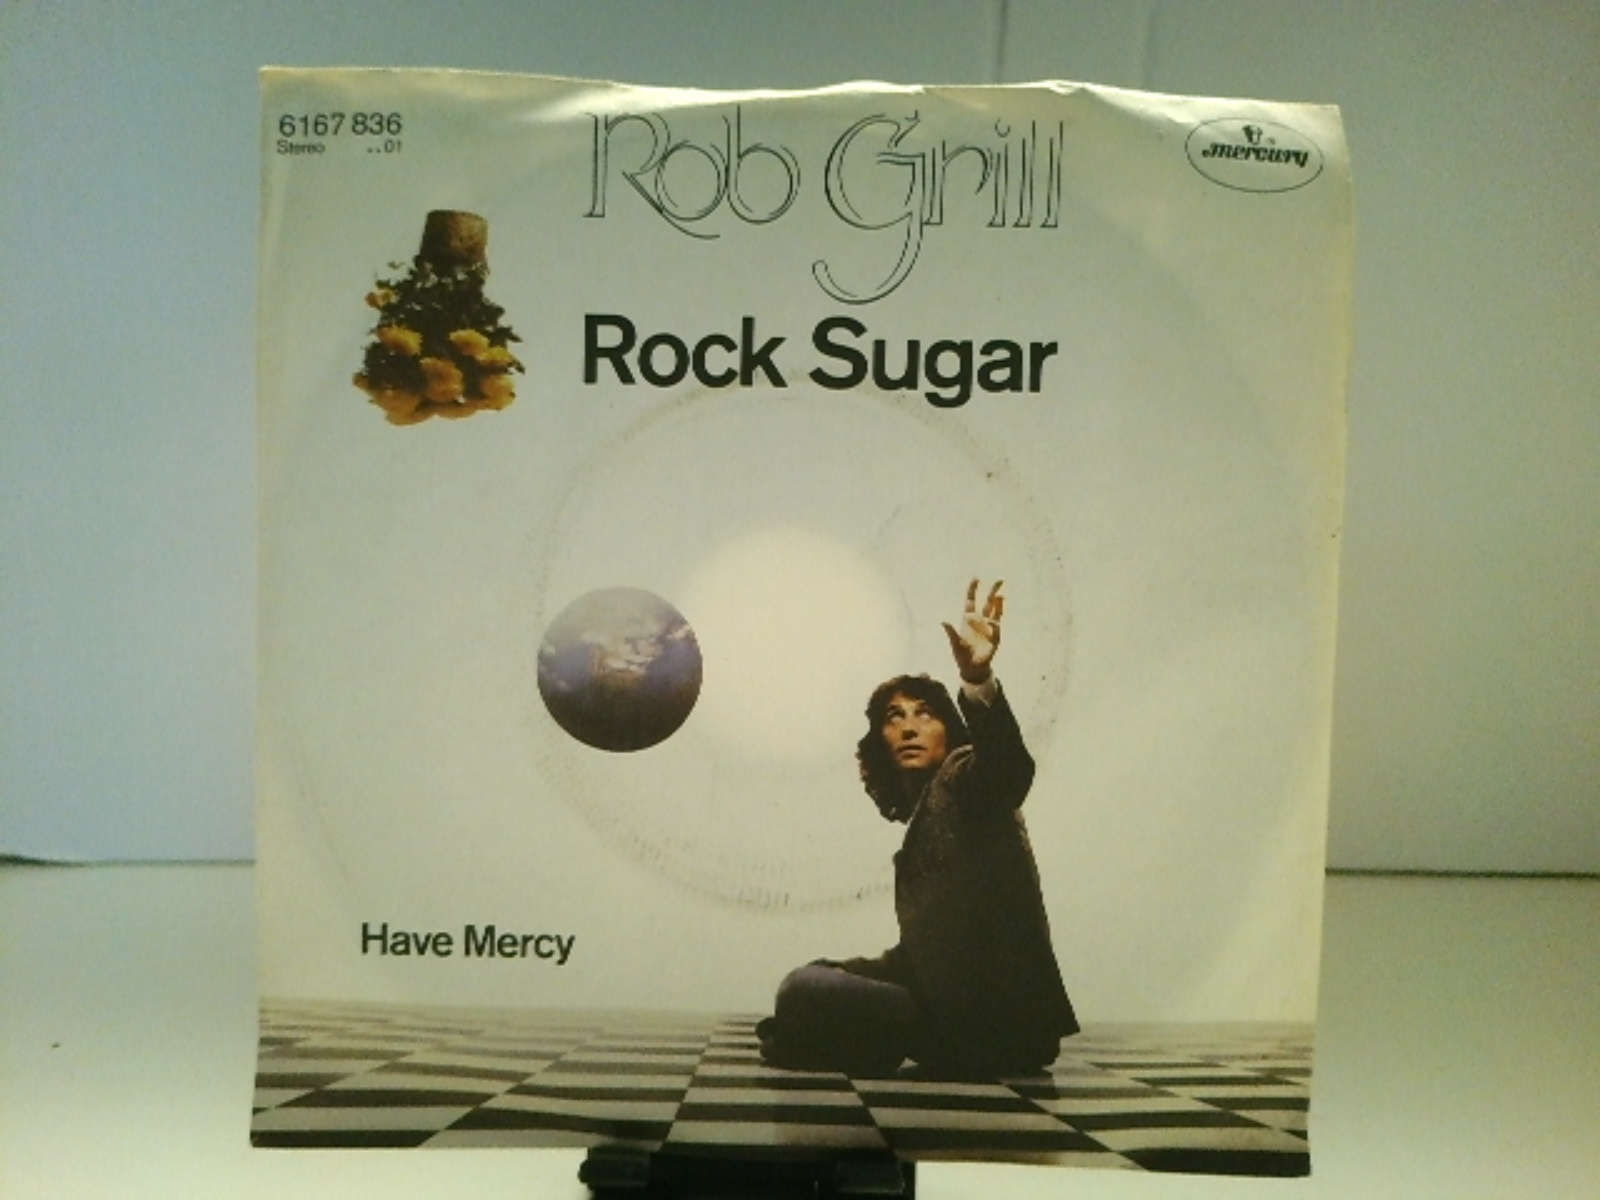 6167 836
Stereo ..01
Rob Grill
mercury
Rock Sugar
Have Mercy